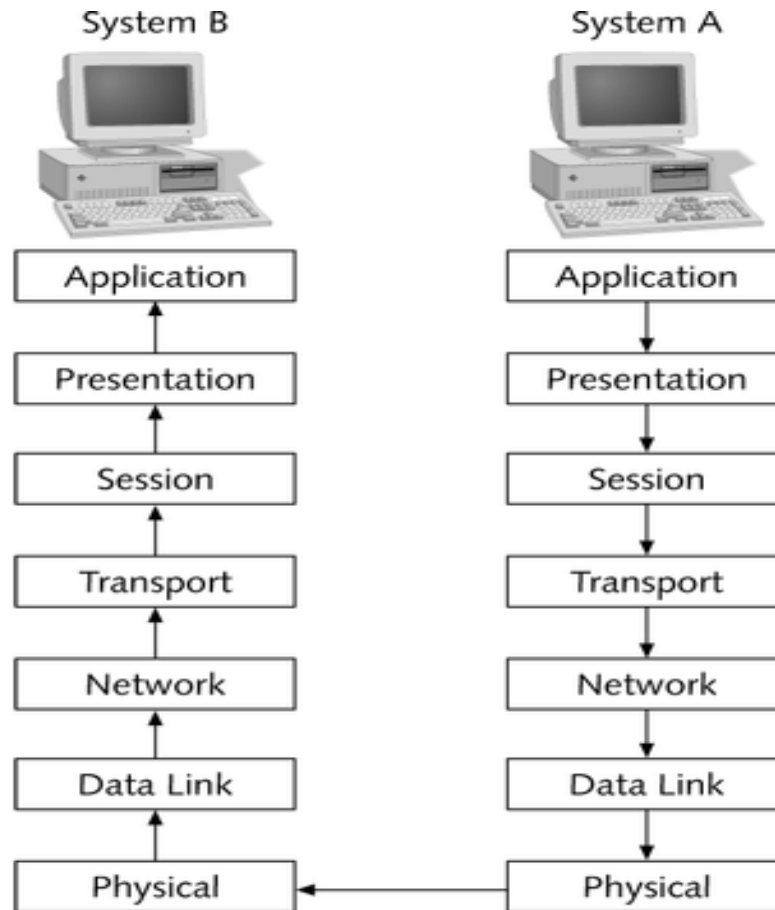 System B
System A
Application
Application
Presentation
Presentation
Session
Session
Transport
Transport
Network
Network
Data Link
Data Link
Physical
Physical